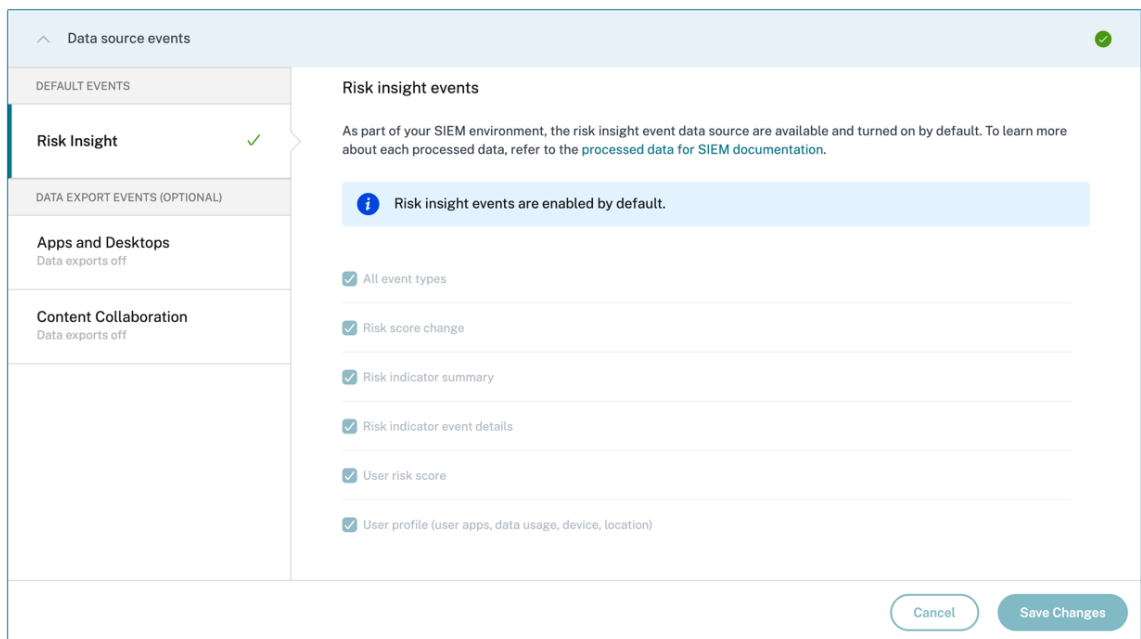 Data source events
DEFAULT EVENTS
Risk Insight
DATA EXPORT EVENTS (OPTIONAL)
Apps and Desktops
Data exports off
Content Collaboration
Data exports off
Risk insight events
As part of your SIEM environment, the risk insight event data source are available and turned on by default. To learn more
about each processed data, refer to the processed data for SIEM documentation.
Risk insight events are enabled by default.
All event types
Risk score change
Risk indicator summary
Risk indicator event details
User risk score
User profile (user apps, data usage, device, location)
Cancel
Save Changes